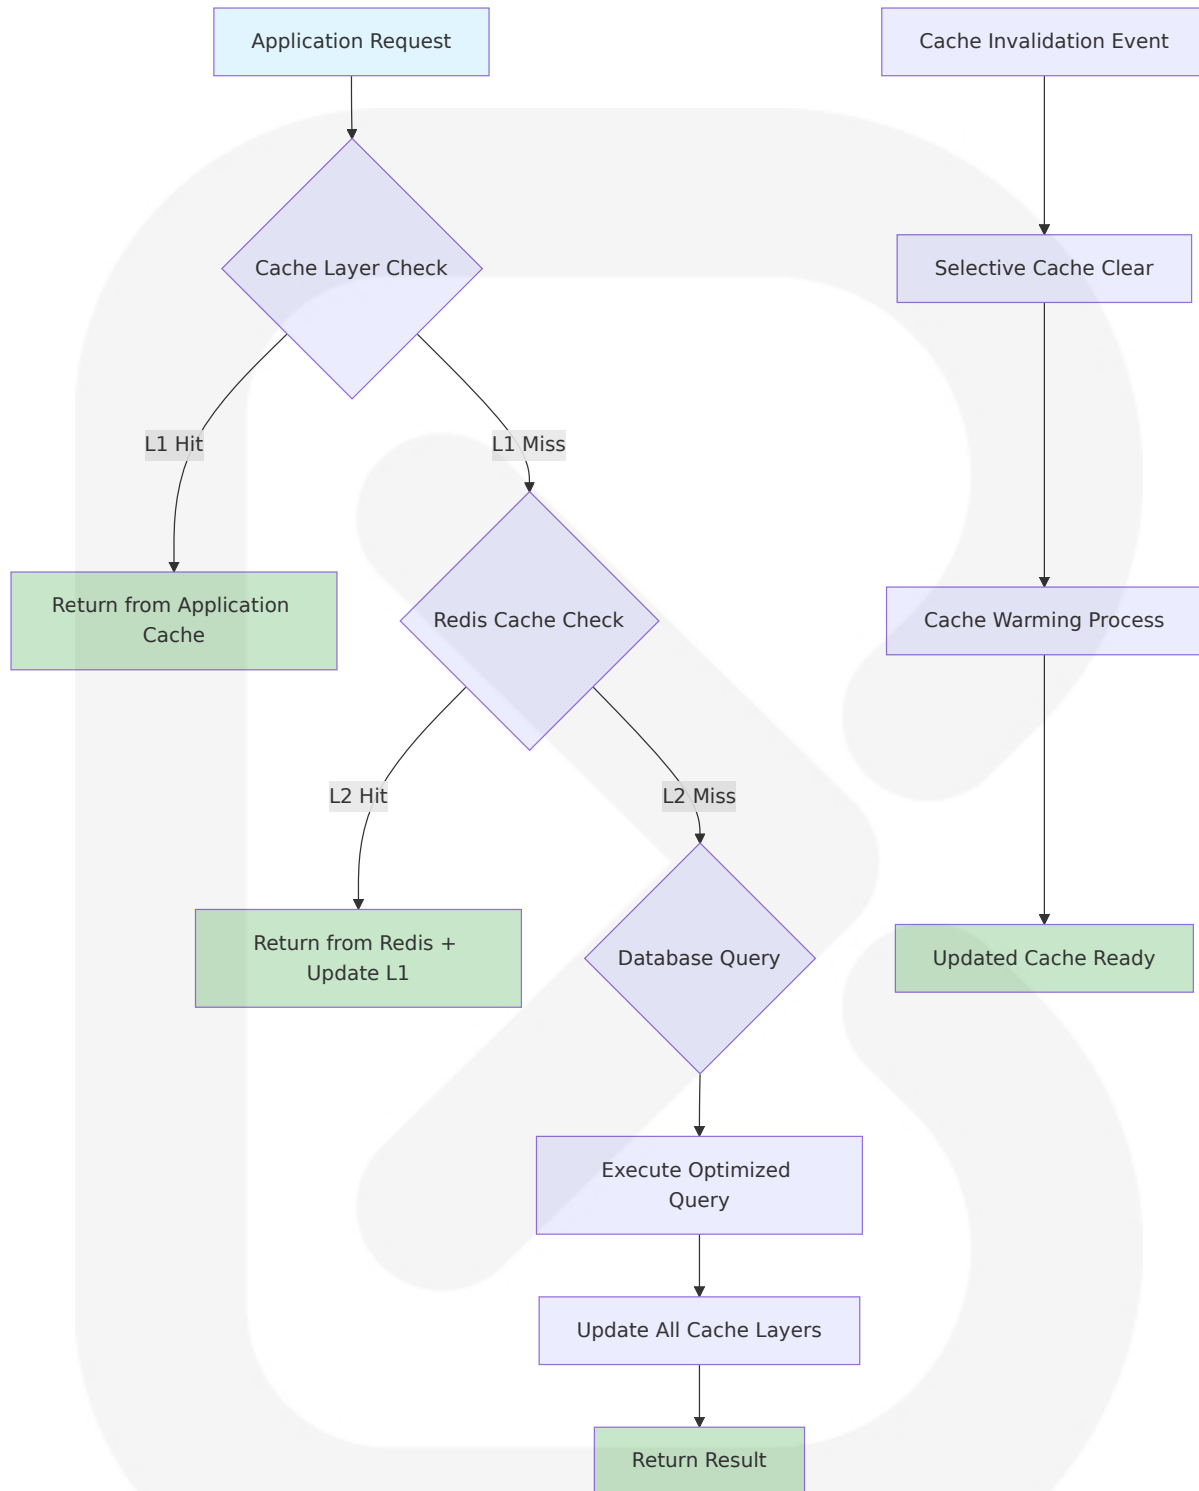 Application Request
Cache Invalidation Event
Cache Layer Check
Selective Cache Clear
L1 Hit
L1 Miss
Return from Application
Cache
Redis Cache Check
Cache Warming Process
L2 Hit
L2 Miss
Return from Redis +
Update L1
Database Query
Updated Cache Ready
Execute Optimized
Query
Update All Cache Layers
Return Result